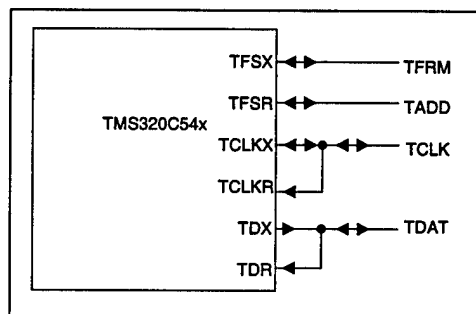 TFSX TFRM
TFSR TADD
TMS320C54x
TCLKX TCLK
TCLKR
TDX TDAT
TDR